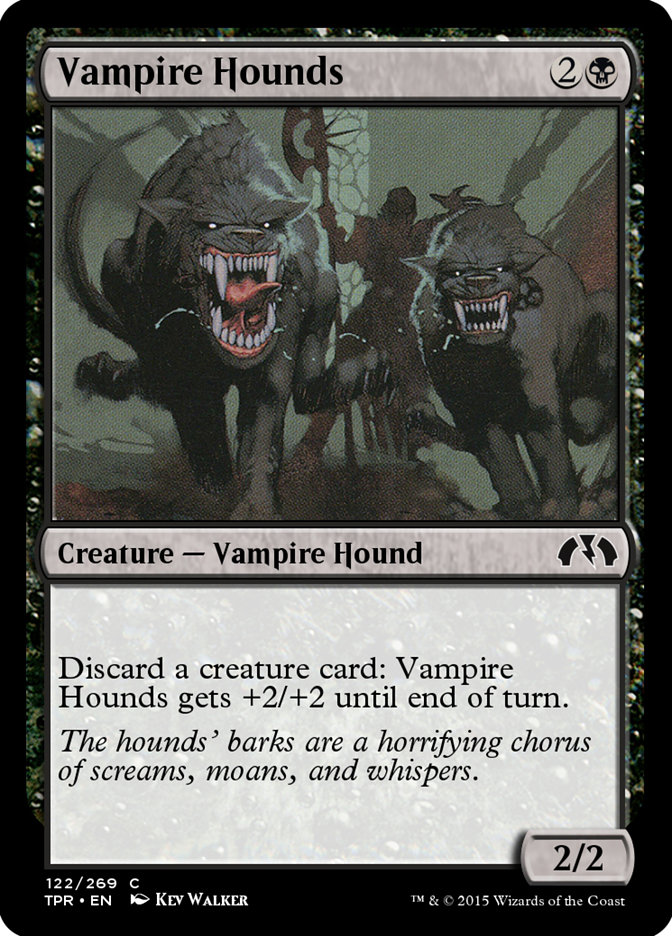 Vampire Hounds 2
Creature — Vampire Hound
Discard a creature card: Vampire
Hounds gets +2/+2 until end of turn.
The hounds’ barks are a horrifying chorus
of screams, moans, and whispers.
2/2
122/269 C
TPR • EN Kev Walker
™ & © 2015 Wizards of the Coast